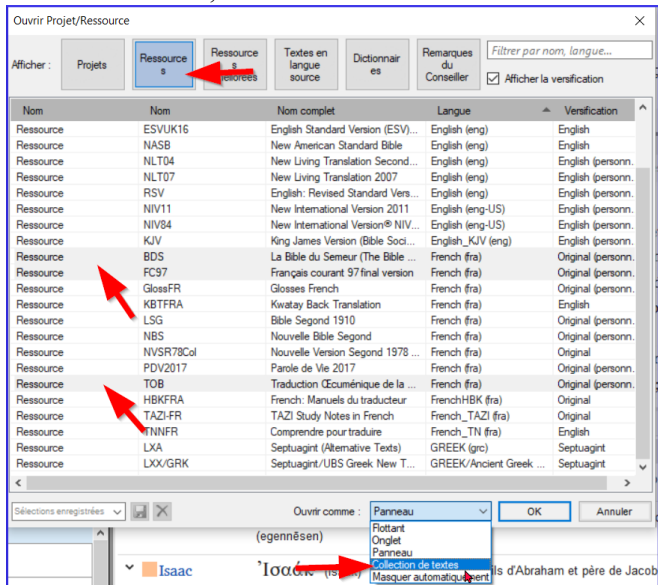 Ouvrir Projet/Ressource
Afficher : Projets Ressource
s Ressource
s
méliorées Textes en
langue
source Dictionnair
es Remarques
du
Conseiller Filtrer par nom, langue...
Afficher la versification
Nom Nom Nom complet Langue Versification
Ressource ESVUK16 English Standard Version (ESV)... English (eng) English
Ressource NASB New American Standard Bible English (eng) English
Ressource NLT04 New Living Translation Second... English (eng) English (personn.
Ressource NLT07 New Living Translation 2007 English (eng) English (personn.
Ressource RSV English: Revised Standard Vers... English (eng) English (personn.
Ressource NIV11 New International Version 2011 English (eng-US) English (personn.
Ressource NIV84 New International Version® NIV... English (eng-US) English (personn.
Ressource KJV King James Version (Bible Soci... English_KJV (eng) English (personn.
Ressource BDS La Bible du Semeur (The Bible ... French (fra) Original (personn.
Ressource FC97 Français courant 97 final version French (fra) Original (personn.
Ressource GlossFR Glosses French French (fra) Original (personn.
Ressource KBTFRA Kwatay Back Translation French (fra) English
Ressource LSG Bible Segond 1910 French (fra) Original (personn.
Ressource NBS Nouvelle Bible Segond French (fra) Original (personn.
Ressource NVSR78Col Nouvelle Version Segond 1978 ... French (fra) Original
Ressource PDV2017 Parole de Vie 2017 French (fra) Original (personn.
Ressource TOB Traduction Œcuménique de la ... French (fra) Original (personn.
Ressource HBKFRA French: Manuels du traducteur FrenchHBK (fra) Original
Ressource TAZI-FR TAZI Study Notes in French French_TAZI (fra) Original
Ressource TNNFR Comprendre pour traduire French_TN (fra) English
Ressource LXA Septuagint (Alternative Texts) GREEK (grc) Septuagint
Ressource LXX/GRK Septuagint/UBS Greek New T... GREEK/Ancient Greek ... Septuagint
Sélections enregistrées Ouvrir comme : Panneau OK Annuler
Flottant
Onglet
Panneau
Collection de textes
Masquer automatiquement
(egennēsen)
Isaac Ἰσαάκ ils d'Abraham et père de Jacob